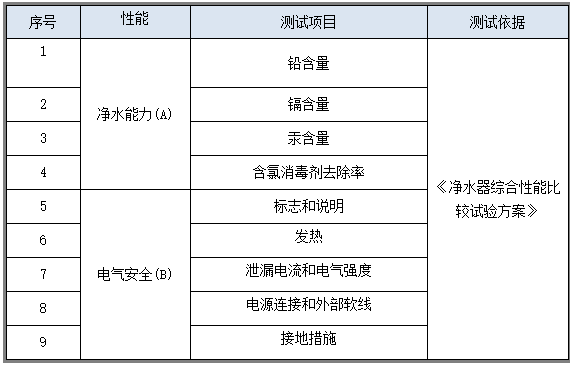 序号 性能 测试项目 测试依据
1 铅含量
2 镉含量
净水能力(A)
3 汞含量
4 含氯消毒剂去除率
《净水器综合性能比
较试验方案》
5 标志和说明
6 发热
7 电气安全(B) 泄漏电流和电气强度
8 电源连接和外部软线
9 接地措施